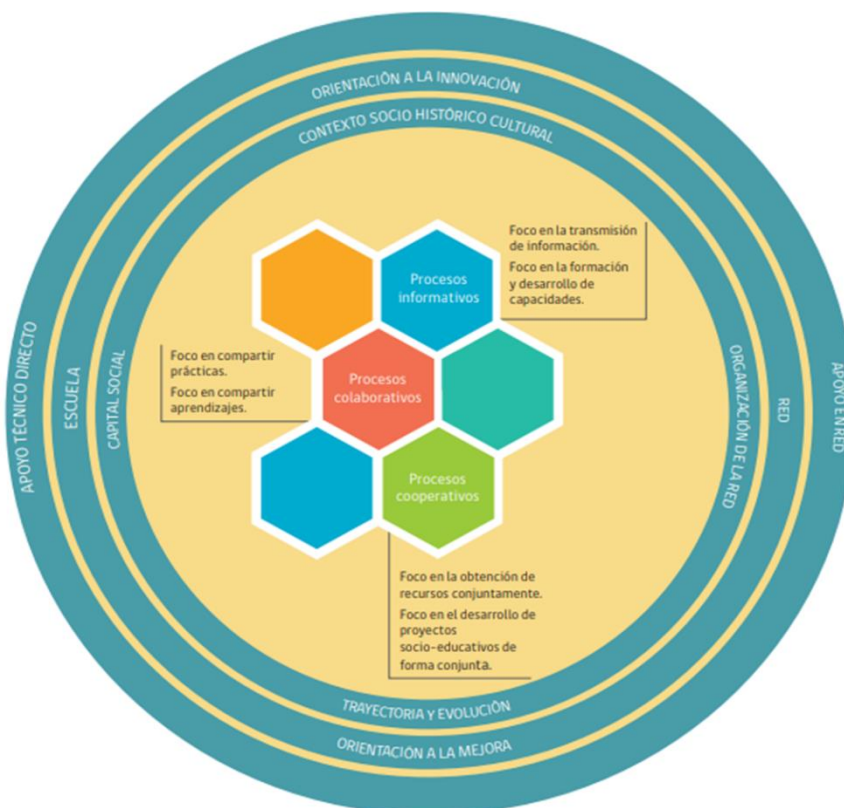 ORIENTACIÓN A LA INNOVACIÓN
CONTEXTO SOCIO HISTÓRICO CULTURAL
APOYO TÉCNICO DIRECTO
ESCUELA
CAPITAL SOCIAL
Procesos
informativos
Foco en la transmisión
de información.
Foco en la formación
y desarrollo de
capacidades.
Foco en compartir
prácticas.
Foco en compartir
aprendizajes.
Procesos
colaborativos
Procesos
cooperativos
Foco en la obtención de
recursos conjuntamente.
Foco en el desarrollo de
proyectos
socio-educativos de
forma conjunta.
ORGANIZACIÓN DE LA RED
RED
APOYO EN RED
TRAYECTORIA Y EVOLUCIÓN
ORIENTACIÓN A LA MEJORA